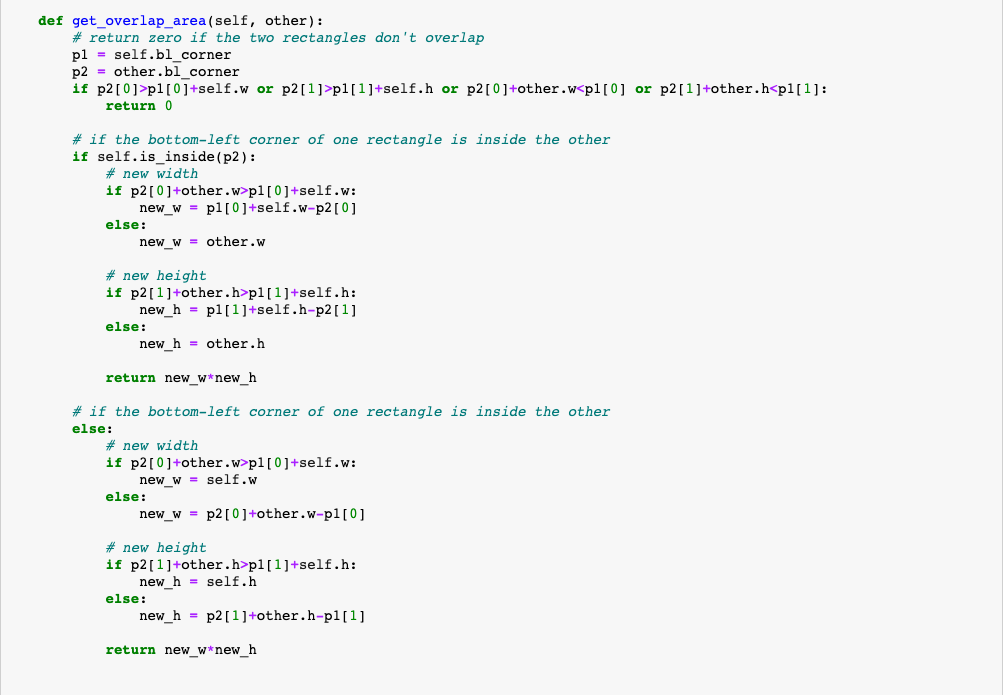 def get_overlap_area(self, other):
    # return zero if the two rectangles don't overlap
    p1 = self.bl_corner
    p2 = other.bl_corner
    if p2[0]>p1[0]+self.w or p2[1]>p1[1]+self.h or p2[0]+other.w<p1[0] or p2[1]+other.h<p1[1]:
        return 0

    # if the bottom-left corner of one rectangle is inside the other
    if self.is_inside(p2):
        # new width
        if p2[0]+other.w>p1[0]+self.w:
            new_w = p1[0]+self.w-p2[0]
        else:
            new_w = other.w

        # new height
        if p2[1]+other.h>p1[1]+self.h:
            new_h = p1[1]+self.h-p2[1]
        else:
            new_h = other.h

        return new_w*new_h

    # if the bottom-left corner of one rectangle is inside the other
    else:
        # new width
        if p2[0]+other.w>p1[0]+self.w:
            new_w = self.w
        else:
            new_w = p2[0]+other.w-p1[0]

        # new height
        if p2[1]+other.h>p1[1]+self.h:
            new_h = self.h
        else:
            new_h = p2[1]+other.h-p1[1]

        return new_w*new_h